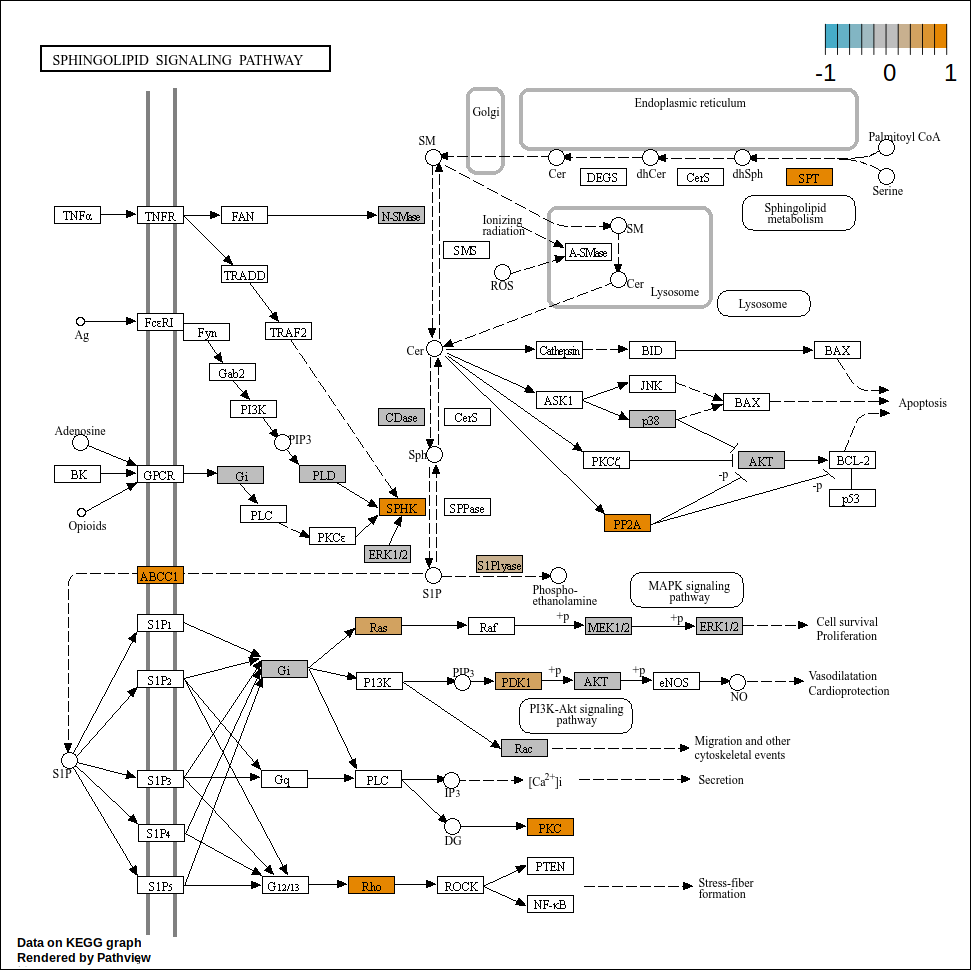 SPHINGOLIPID SIGNALING PATHWAY
-1 0 1
Golgi
Endoplasmic reticulum
SM
Palmitoyl CoA
Cer
dhCer
dhSph
DEGS
CerS
SPT
Serine
TNFα
TNFR
FAN
N-SMase
Sphingolipid
metabolism
Ionizing
radiation
SM
SMS
A-SMase
TRADD
ROS
Cer
Lysosome
Lysosome
Ag
FcεRI
Fyn
TRAF2
Cer
Cathepsin
BID
BAX
Gab2
JNK
ASK1
BAX
Apoptosis
PI3K
CDase
CerS
p38
Adenosine
PIP3
Sph
BK
GPCR
Gi
PLD
PKCζ
AKT
BCL-2
-p
-p
p53
Opioids
PLC
SPHK
SPPase
PP2A
PKCε
ERK1/2
S1Plyase
ABCC1
S1P
Phospho-
ethanolamine
MAPK signaling
pathway
S1P1
Ras
Raf
+p
MEK1/2
+p
ERK1/2
Cell survival
Proliferation
S1P2
Gi
P13K
PIP3
PDK1
+p
AKT
+p
eNOS
NO
Vasodilatation
Cardioprotection
PI3K-Akt signaling
pathway
Rac
Migration and other
cytoskeletal events
S1P
S1P3
Gq
PLC
IP3
[Ca2+]i
Secretion
S1P4
DG
PKC
S1P5
G12/13
Rho
ROCK
PTEN
NF-κB
Stress-fiber
formation
Data on KEGG graph
Rendered by Pathview